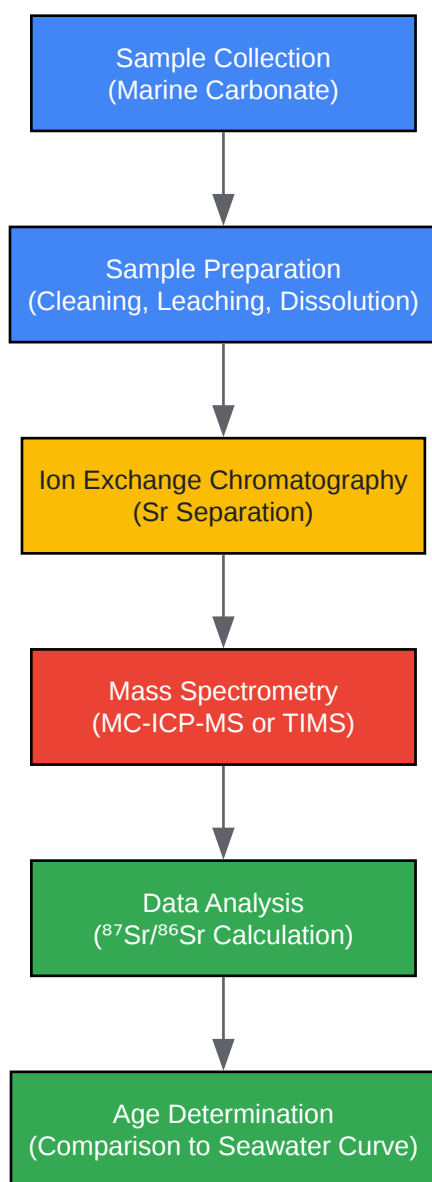 Sample Collection
(Marine Carbonate)
Sample Preparation
(Cleaning, Leaching, Dissolution)
Ion Exchange Chromatography
(Sr Separation)
Mass Spectrometry
(MC-ICP-MS or TIMS)
Data Analysis
(⁸⁷Sr/⁸⁶Sr Calculation)
Age Determination
(Comparison to Seawater Curve)